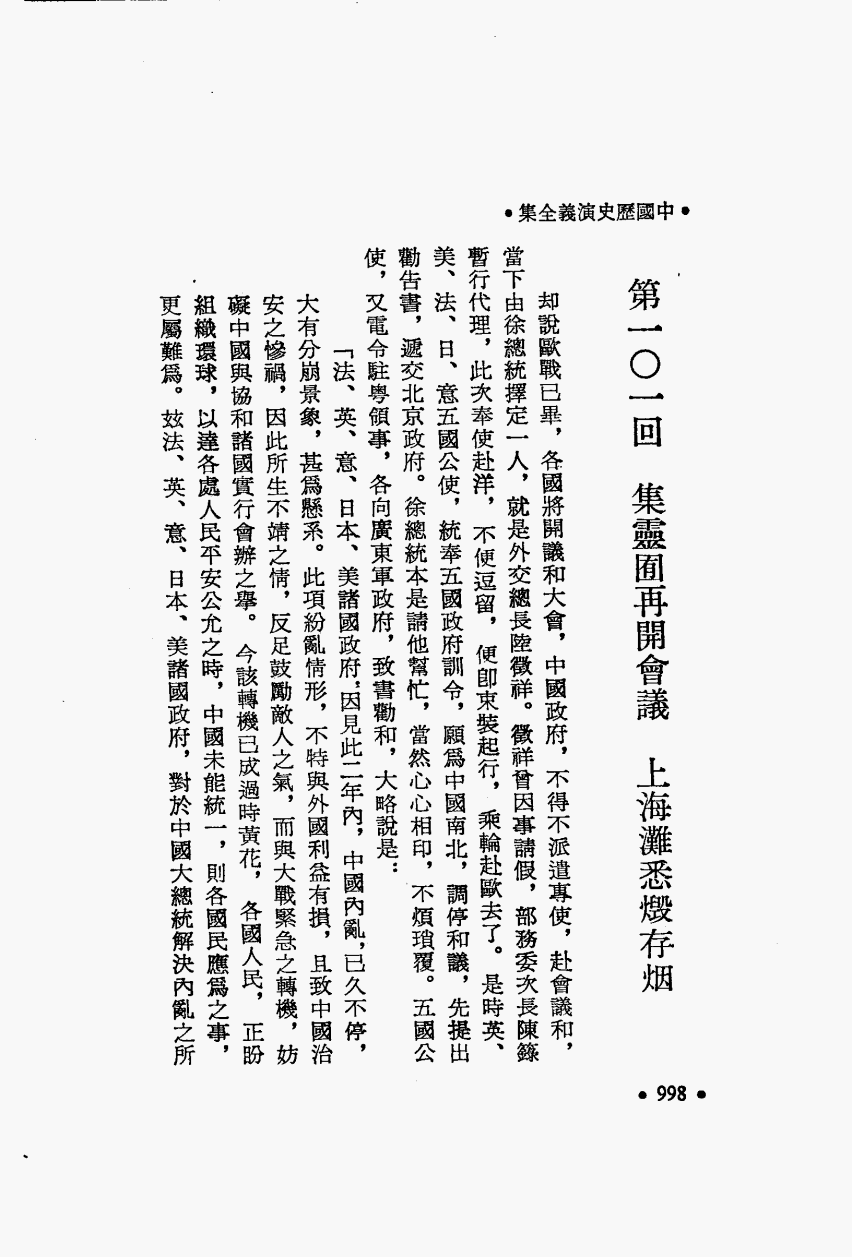 •中國歷史演義全集•
第一〇一回　集靈囿再開會議　上海灘悉燬存烟
却說歐戰已畢，各國將開議和大會，中國政府，不得不派遣專使，赴會議和，
當下由徐總統擇定一人，就是外交總長陸徵祥。徵祥曾因事請假，部務委次長陳籙
暫行代理，此次奉使赴洋，不便逗留，便即束裝起行，乘輪赴歐去了。是時英、
美、法、日、意五國公使，統奉五國政府訓令，願爲中國南北，調停和議，先提出
勸告書，遞交北京政府。徐總統本是請他幫忙，當然心心相印，不煩瑣覆。五國公
使，又電令駐粵領事，各向廣東軍政府，致書勸和，大略說是：
「法、英、意、日本、美諸國政府，因見此二年內，中國內亂，已久不停，
大有分崩景象，甚爲懸系。此項紛亂情形，不特與外國利益有損，且致中國治
安之慘禍，因此所生不靖之情，反足鼓勵敵人之氣，而與大戰緊急之轉機，妨
礙中國與協和諸國實行會辦之舉。今該轉機已成過時黃花，各國人民，正盼
組織環球，以達各處人民平安公允之時，中國未能統一，則各國民應爲之事，
更屬難爲。玆法、英、意、日本、美諸國政府，對於中國大總統解決內亂之所
•998•